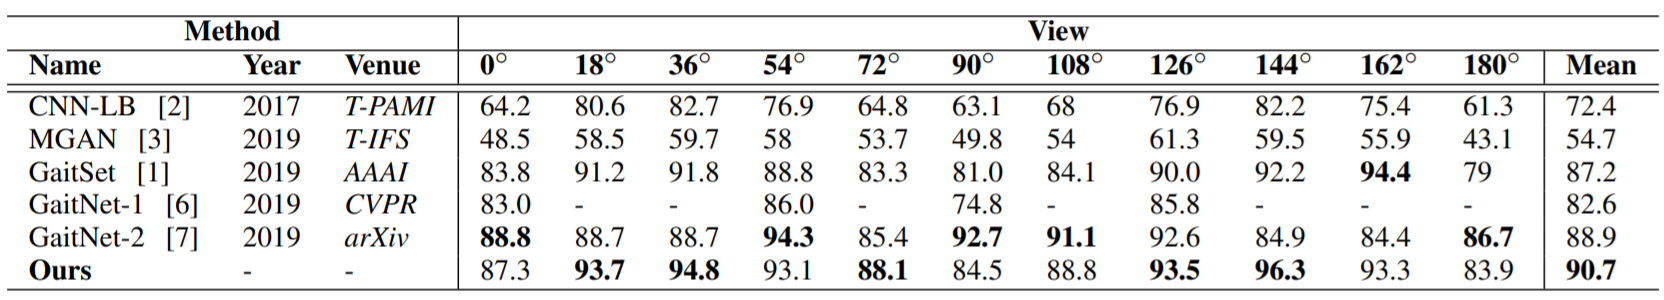 Method View
Name Year Venue 0° 18° 36° 54° 72° 90° 108° 126° 144° 162° 180° Mean
CNN-LB [2] 2017 T-PAMI 64.2 80.6 82.7 76.9 64.8 63.1 68 76.9 82.2 75.4 61.3 72.4
MGAN [3] 2019 T-IFS 48.5 58.5 59.7 58 53.7 49.8 54 61.3 59.5 55.9 43.1 54.7
GaitSet [1] 2019 AAAI 83.8 91.2 91.8 88.8 83.3 81.0 84.1 90.0 92.2 94.4 79 87.2
GaitNet-1 [6] 2019 CVPR 83.0 - - 86.0 - 74.8 - 85.8 - - - 82.6
GaitNet-2 [7] 2019 arXiv 88.8 88.7 88.7 94.3 85.4 92.7 91.1 92.6 84.9 84.4 86.7 88.9
Ours - - 87.3 93.7 94.8 93.1 88.1 84.5 88.8 93.5 96.3 93.3 83.9 90.7